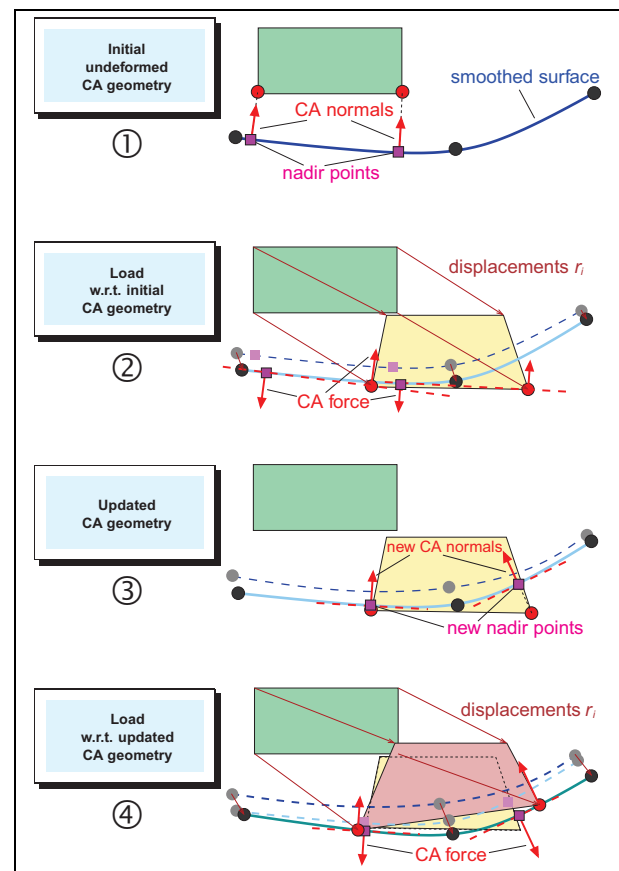 Initial
undeformed
CA geometry
①
smoothed surface
CA normals
nadir points
Load
w.r.t. initial
CA geometry
②
displacements rᵢ
CA force
Updated
CA geometry
③
new CA normals
new nadir points
Load
w.r.t. updated
CA geometry
④
displacements rᵢ
CA force